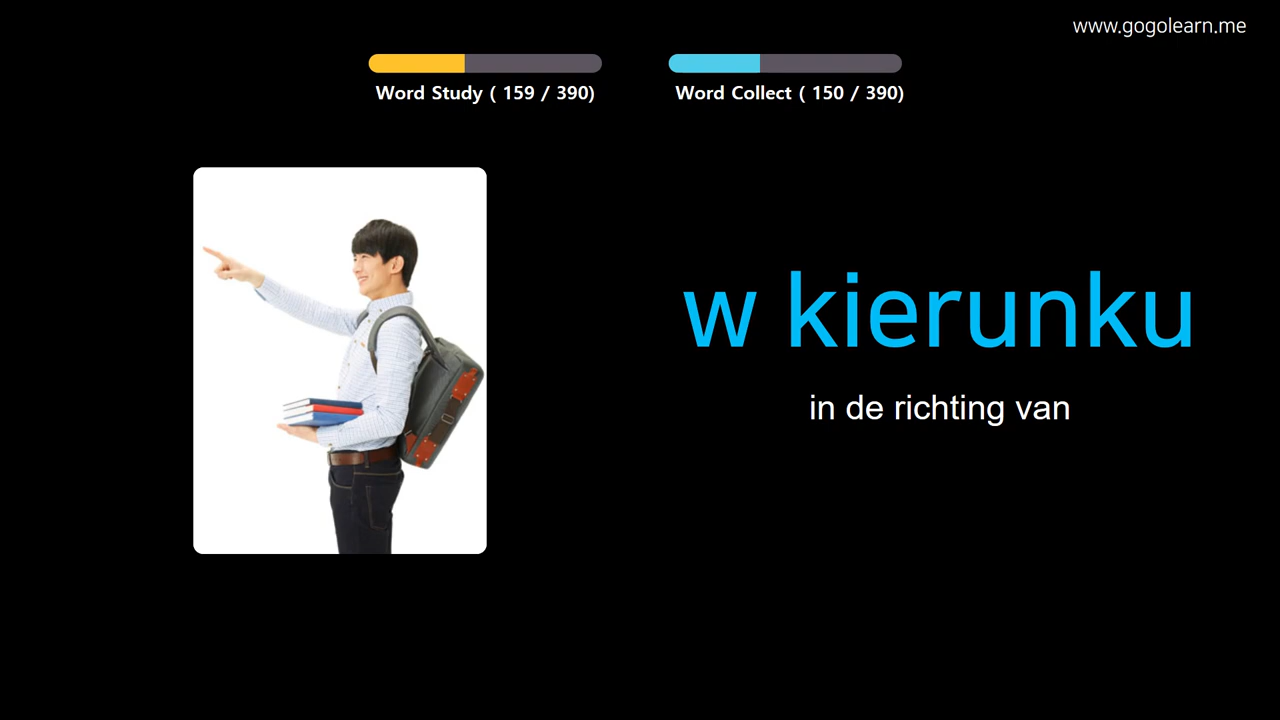 www.gogolearn.me
Word Study ( 159 / 390)
Word Collect ( 150 / 390)
w kierunku
in de richting van